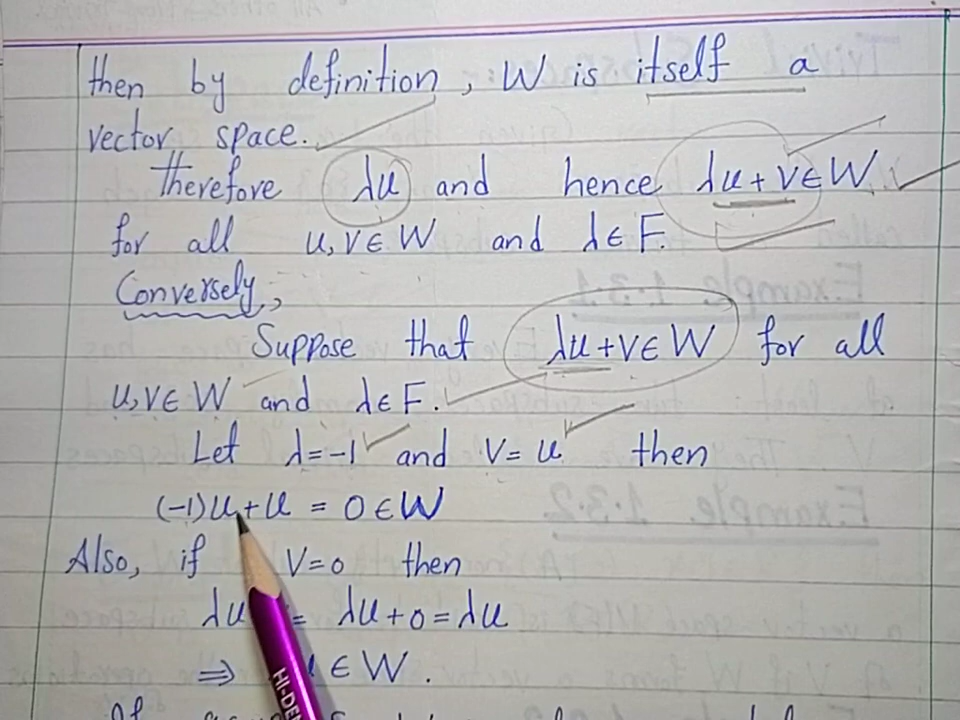 then by definition, W is itself a
vector space.
Therefore λu and hence λu+v∈W
for all u,v∈W and λ∈F.
Conversely,
Suppose that λu+v∈W for all
u,v∈W and λ∈F.
Let λ=-1 and v=u then
(-1)u+u = 0∈W
Also, if v=0 then
λu = λu+0=λu
⇒ ∈W.